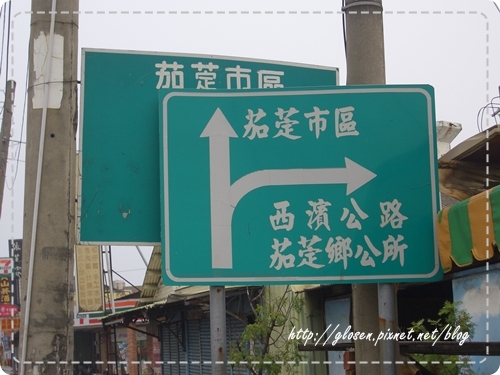 茄萣市區
茄萣市區
西濱公路
茄萣鄉公所
http://glosen.pixnet.net/blog